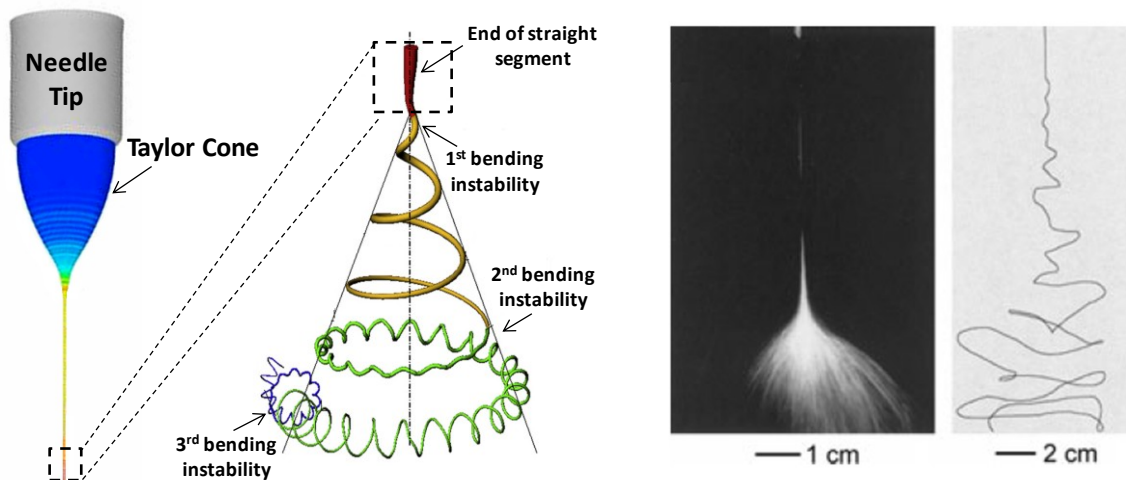 Needle
Tip
Taylor Cone
End of straight
segment
1st bending
instability
2nd bending
instability
3rd bending
instability
1 cm
2 cm